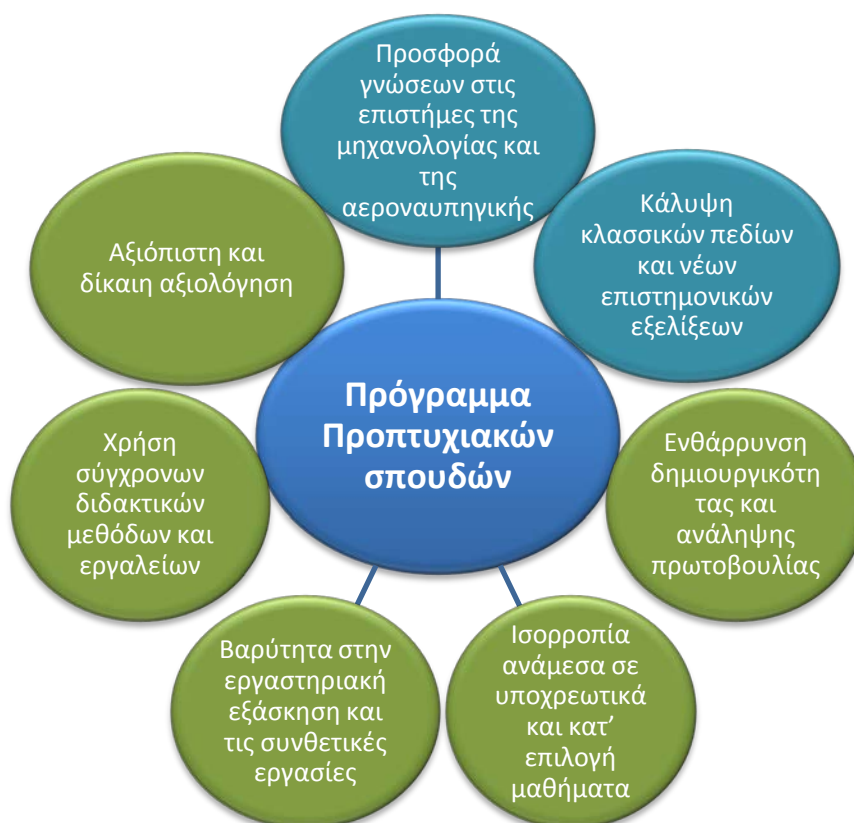 Προσφορά
γνώσεων στις
επιστήμες της
μηχανολογίας και
της
αεροναυπηγικής
Κάλυψη
κλασσικών πεδίων
και νέων
επιστημονικών
εξελίξεων
Ενθάρρυνση
δημιουργικότη
τας και
ανάληψης
πρωτοβουλίας
Ισορροπία
ανάμεσα σε
υποχρεωτικά
και κατ’
επιλογή
μαθήματα
Βαρύτητα στην
εργαστηριακή
εξάσκηση και
τις συνθετικές
εργασίες
Χρήση
σύγχρονων
διδακτικών
μεθόδων και
εργαλείων
Αξιόπιστη και
δίκαιη αξιολόγηση
Πρόγραμμα
Προπτυχιακών
σπουδών